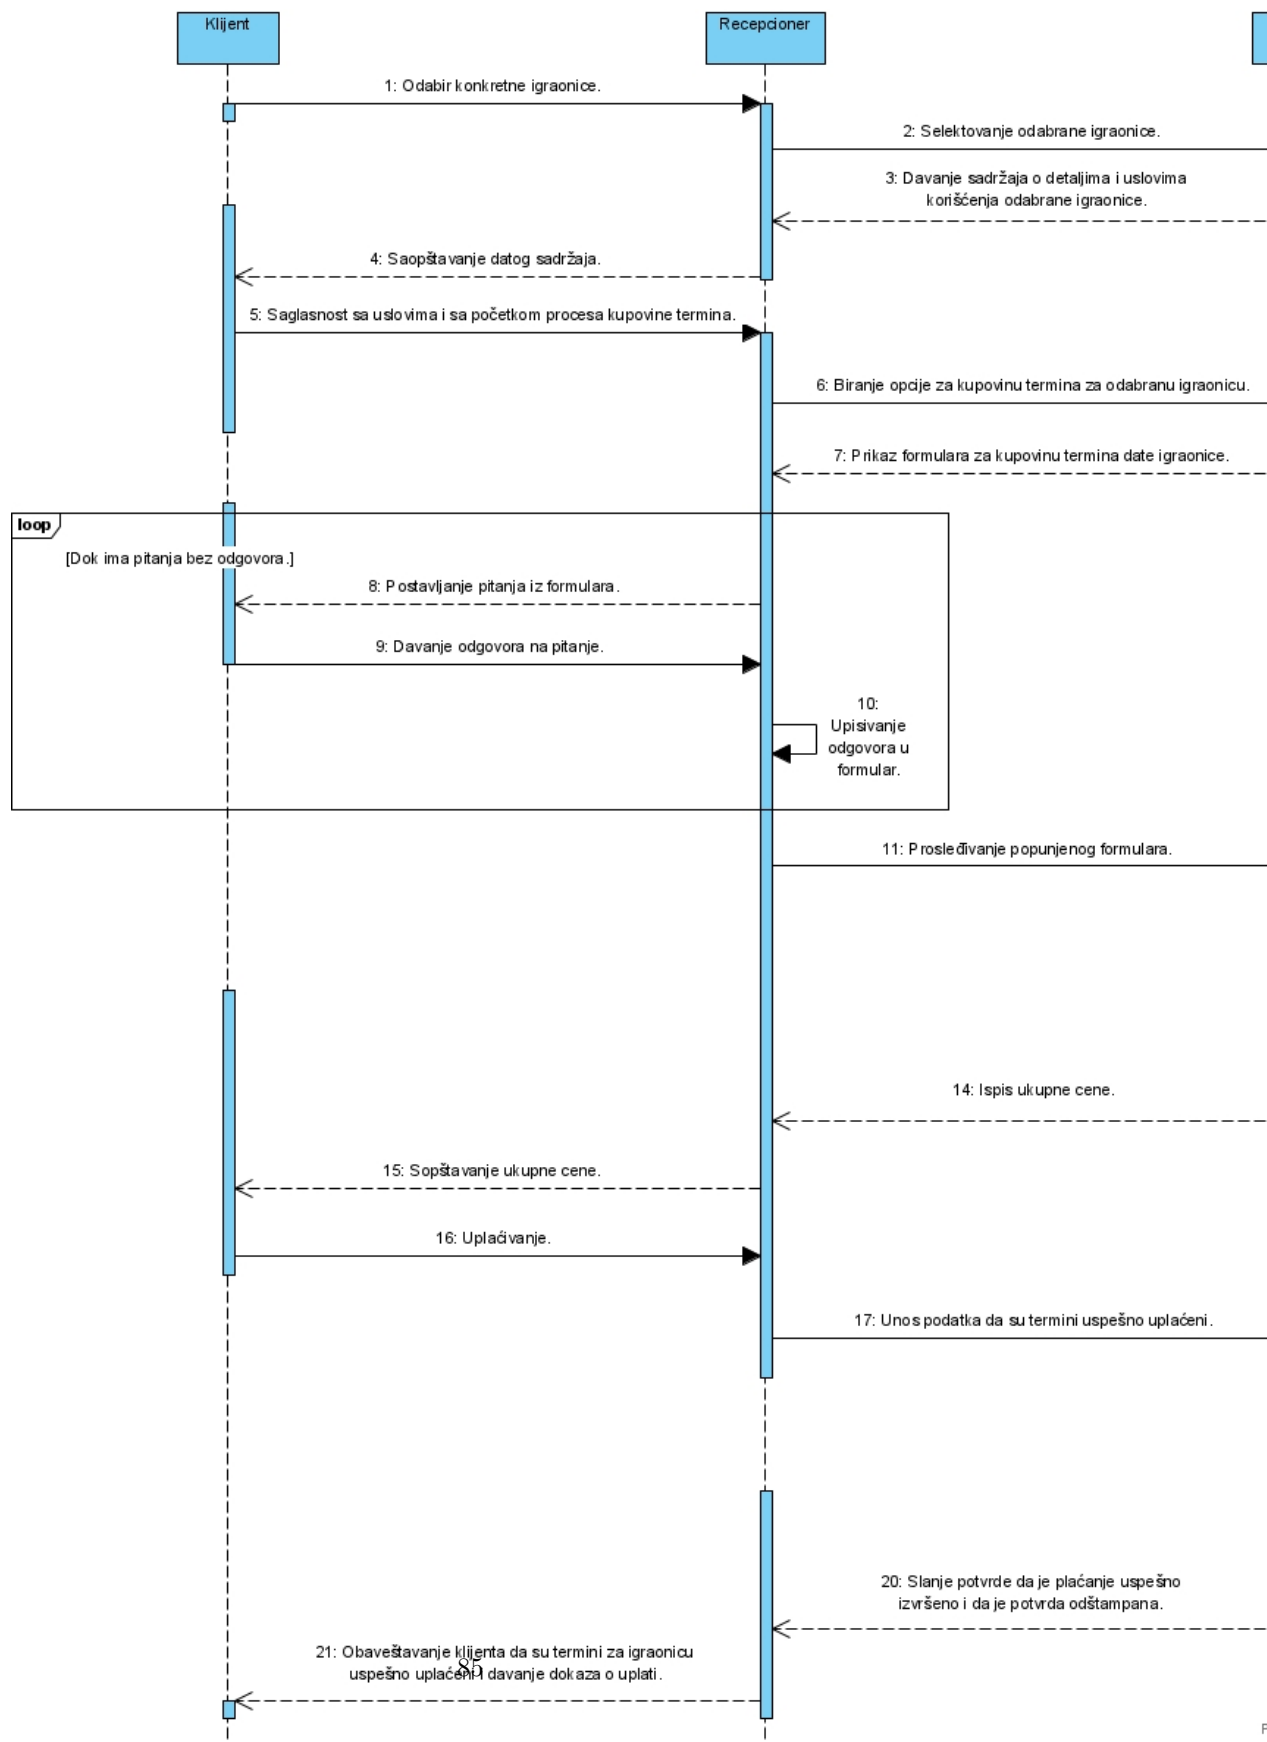 Klijent
Recepcioner
1: Odabir konkretne igraonice.
2: Selektovanje odabrane igraonice.
3: Davanje sadržaja o detaljima i uslovima
korišćenja odabrane igraonice.
4: Saopštavanje datog sadržaja.
5: Saglasnost sa uslovima i sa početkom procesa kupovine termina.
6: Biranje opcije za kupovinu termina za odabranu igraonicu.
7: Prikaz formulara za kupovinu termina date igraonice.
loop
[Dok ima pitanja bez odgovora.]
8: Postavljanje pitanja iz formulara.
9: Davanje odgovora na pitanje.
10:
Upisivanje
odgovora u
formular.
11: Prosleđivanje popunjenog formulara.
14: Ispis ukupne cene.
15: Sopštavanje ukupne cene.
16: Uplaćivanje.
17: Unos podatka da su termini uspešno uplaćeni.
20: Slanje potvrde da je plaćanje uspešno
izvršeno i da je potvrda odštampana.
21: Obaveštavanje klijenta da su termini za igraonicu
uspešno uplaćeni i davanje dokaza o uplati.
85